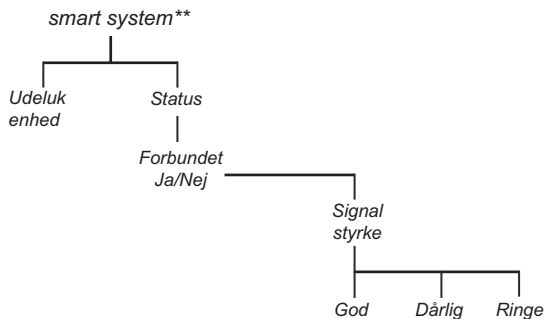 smart system**
Udeluk
enhed
Status
Forbundet
Ja/Nej
Signal
styrke
God
Dårlig
Ringe